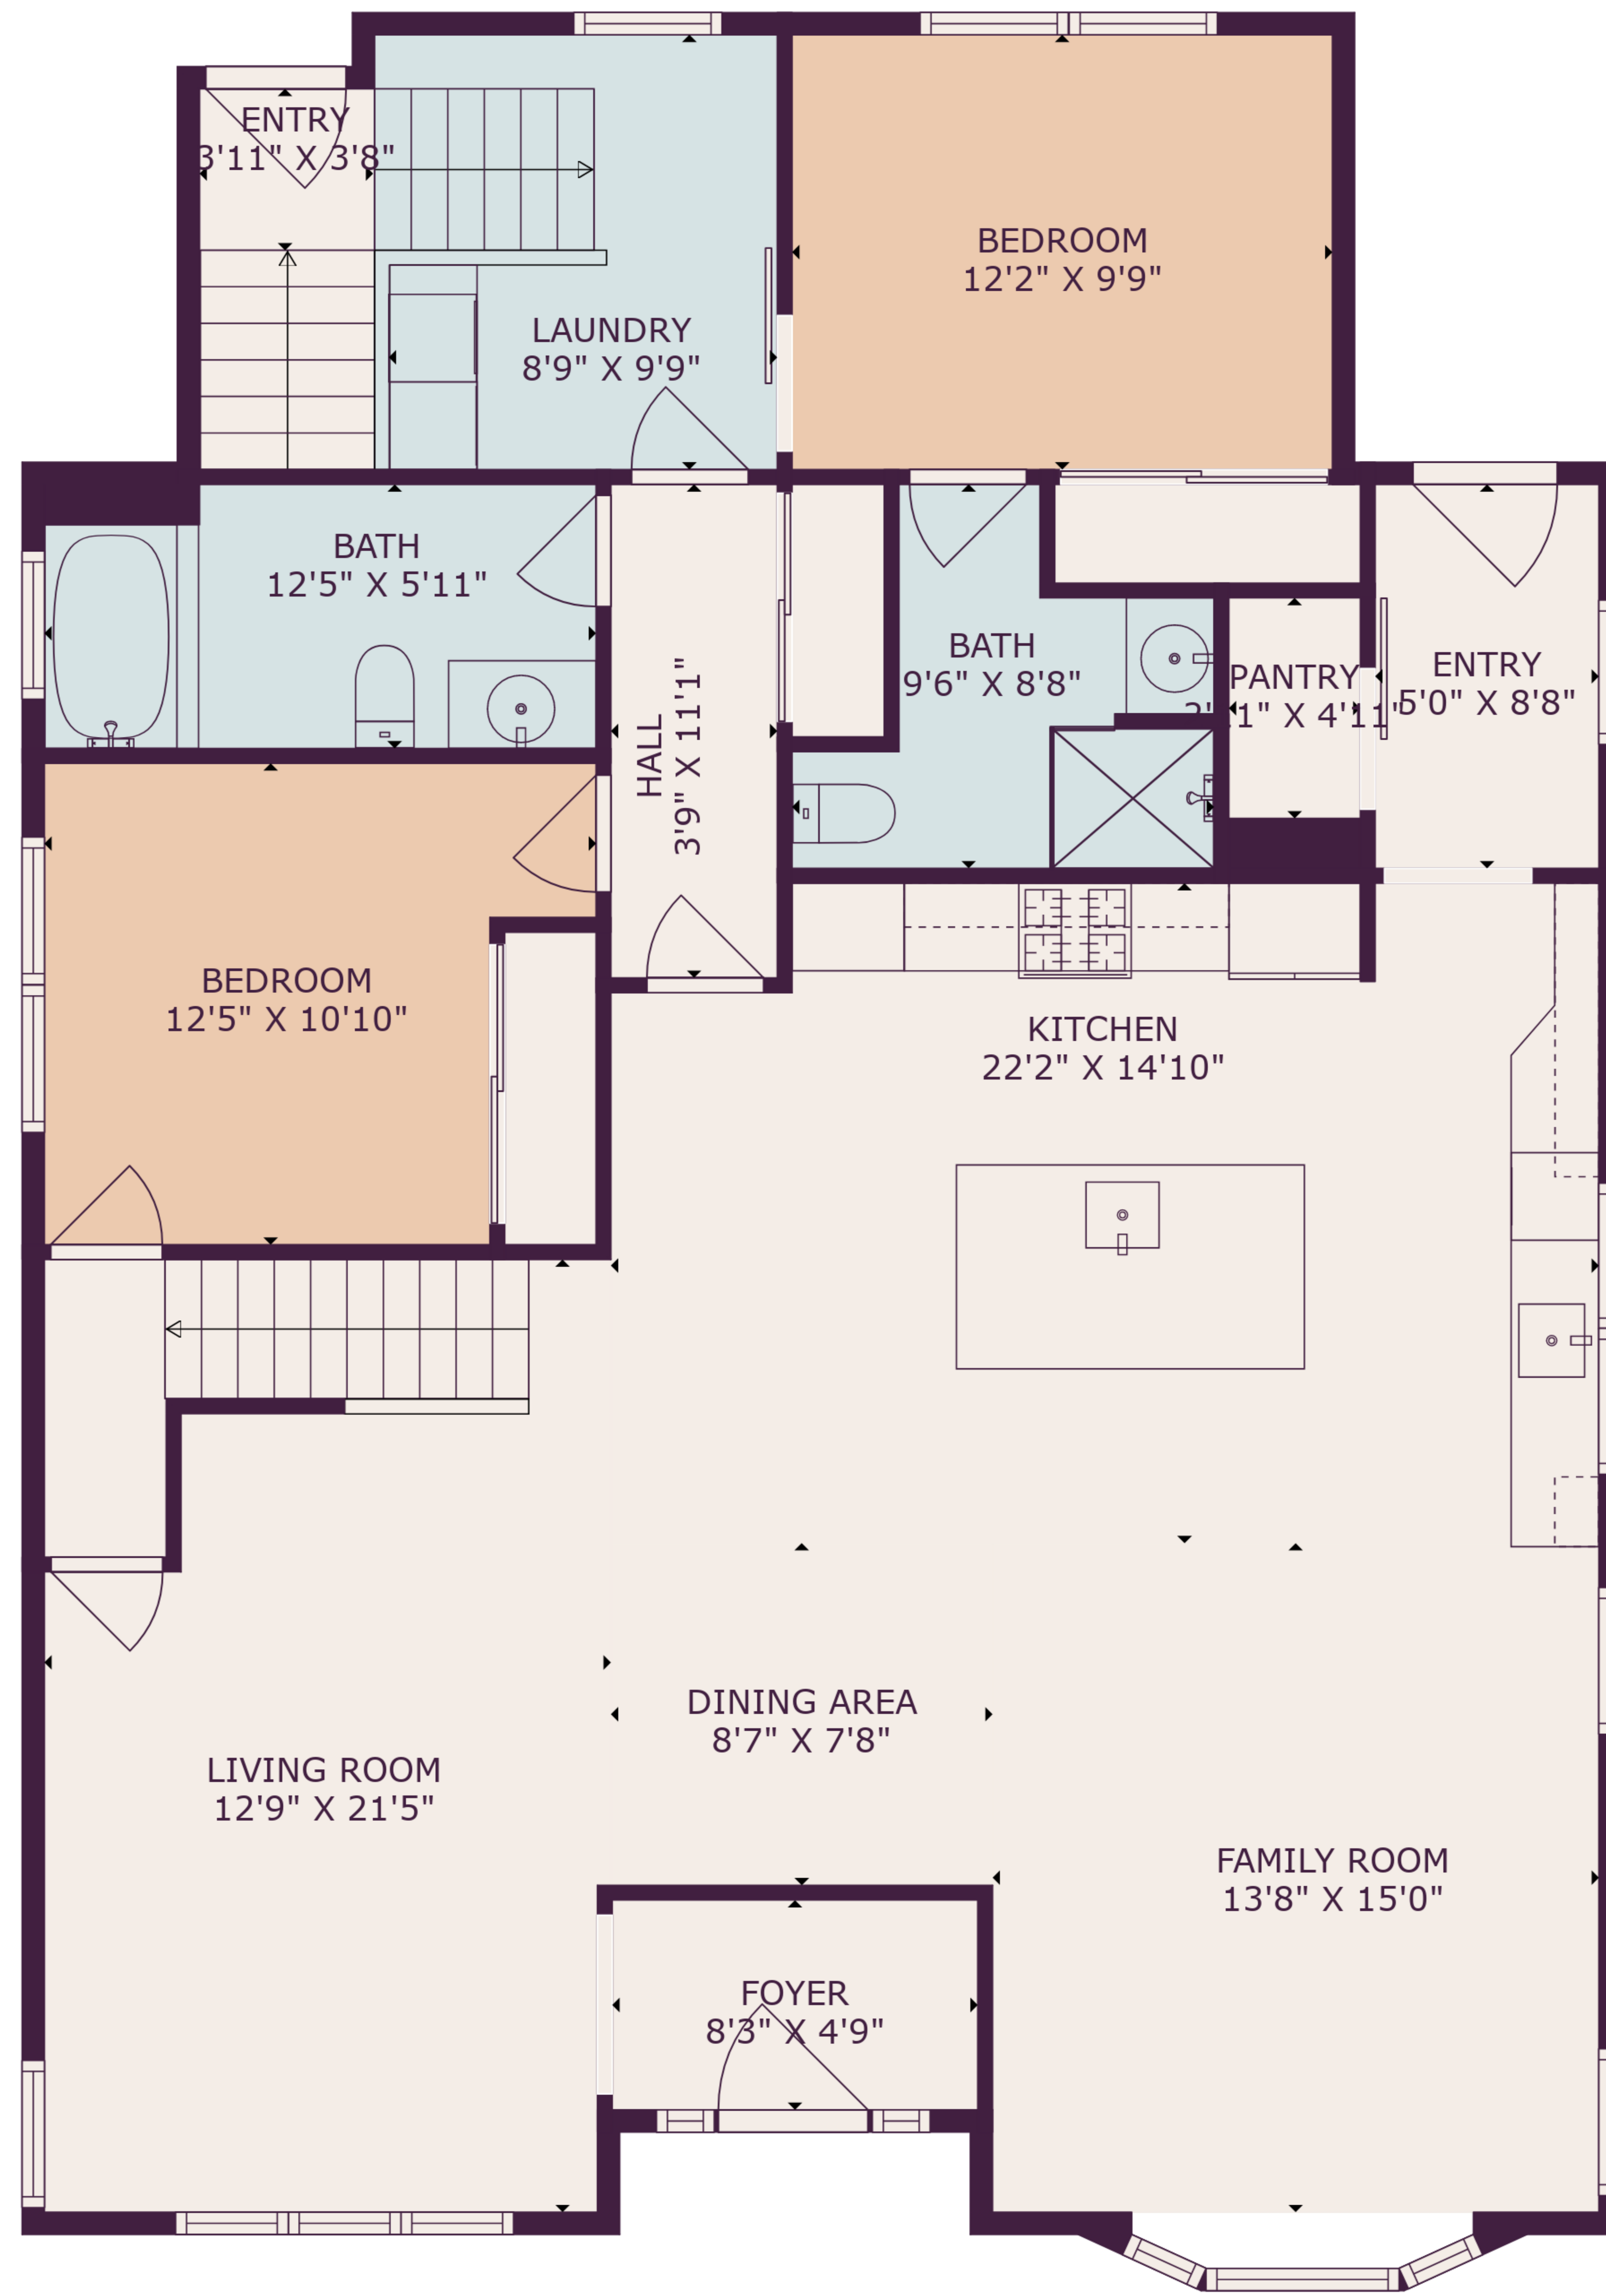 ENTRY
3'11" X 3'8"
BEDROOM
12'2" X 9'9"
LAUNDRY
8'9" X 9'9"
BATH
12'5" X 5'11"
BATH
9'6" X 8'8"
PANTRY
X 4'11"
ENTRY
5'0" X 8'8"
HALL
3'9" X 11'1"
BEDROOM
12'5" X 10'10"
KITCHEN
22'2" X 14'10"
DINING AREA
8'7" X 7'8"
LIVING ROOM
12'9" X 21'5"
FAMILY ROOM
13'8" X 15'0"
FOYER
8'3" X 4'9"